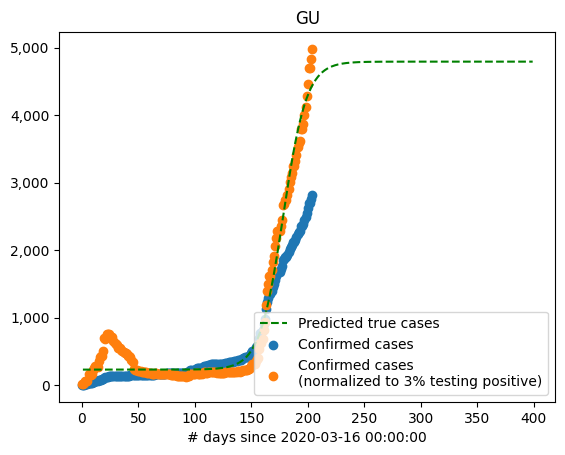 GU
5,000
4,000
3,000
2,000
1,000
0
Predicted true cases
Confirmed cases
Confirmed cases
(normalized to 3% testing positive)
0 50 100 150 200 250 300 350 400
# days since 2020-03-16 00:00:00